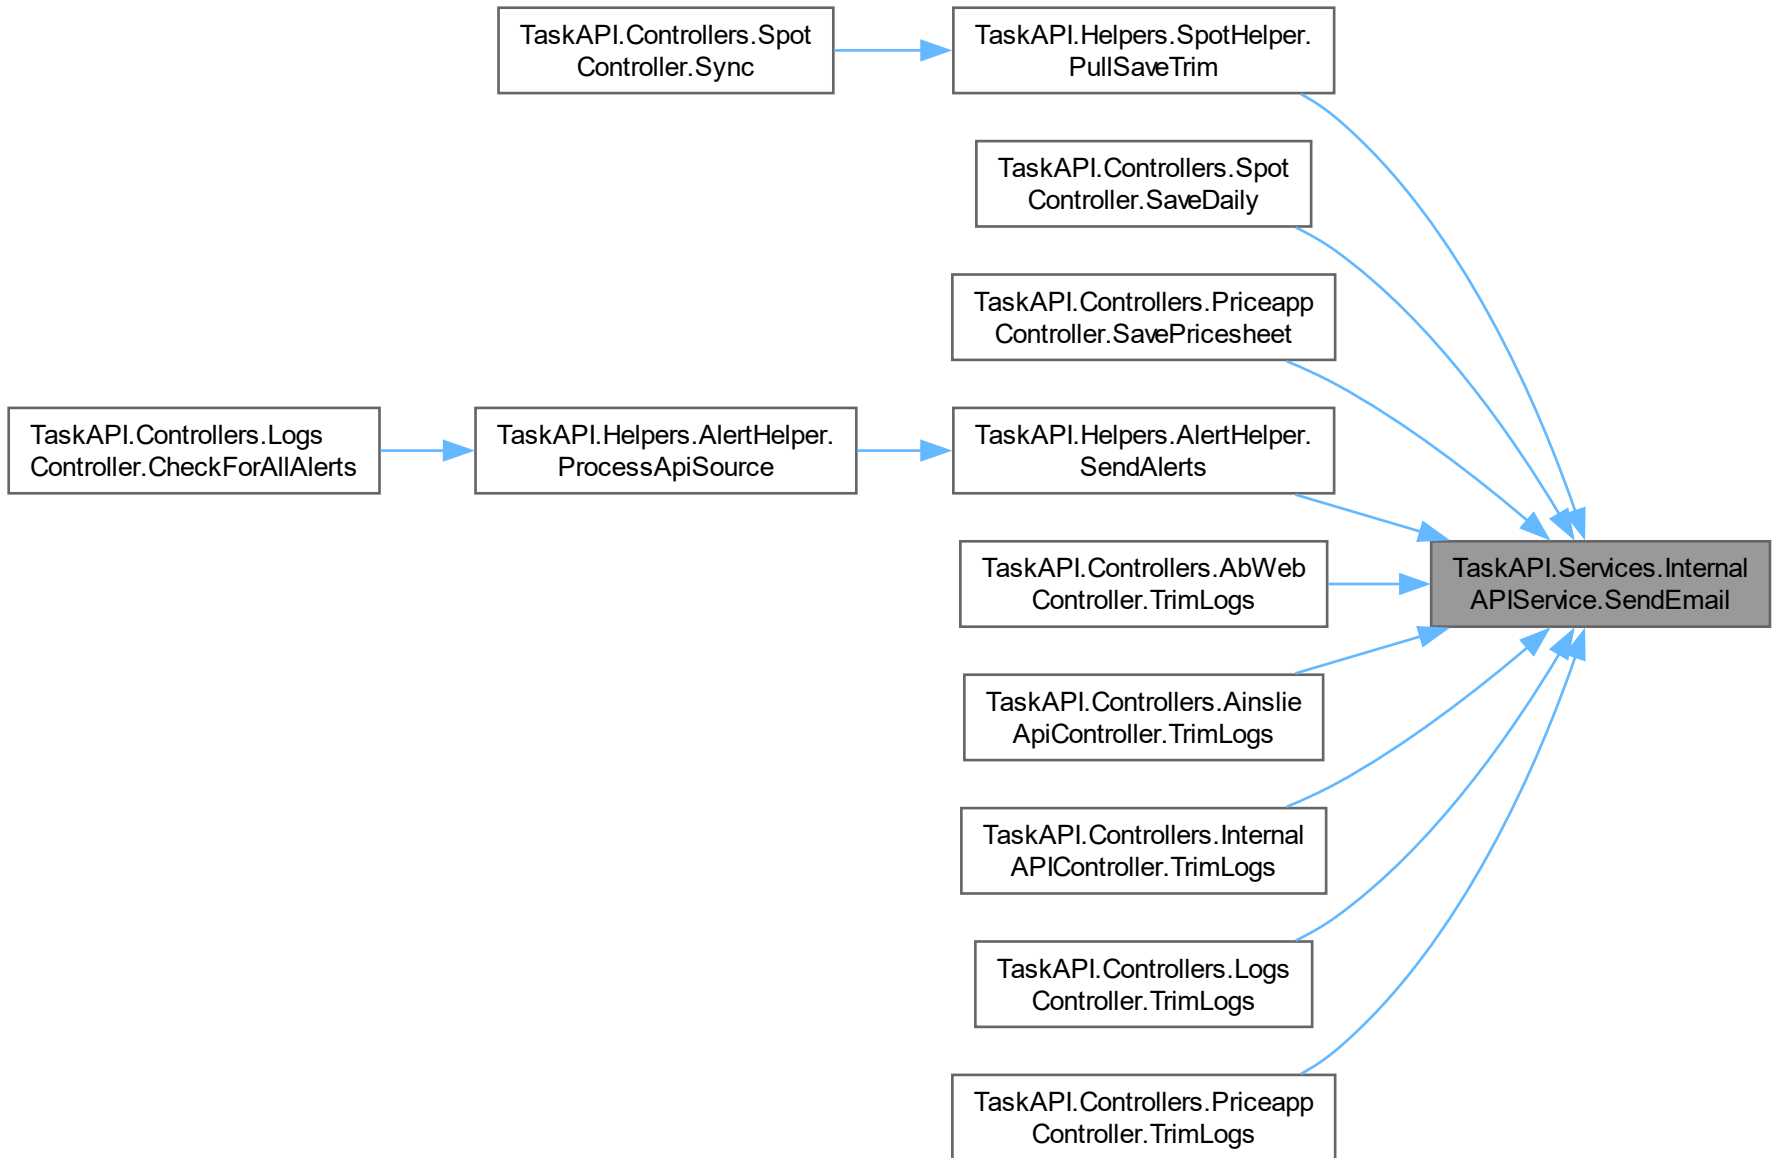 TaskAPI.Controllers.Spot
Controller.Sync
TaskAPI.Helpers.SpotHelper.
PullSaveTrim
TaskAPI.Controllers.Spot
Controller.SaveDaily
TaskAPI.Controllers.Priceapp
Controller.SavePricesheet
TaskAPI.Controllers.Logs
Controller.CheckForAllAlerts
TaskAPI.Helpers.AlertHelper.
ProcessApiSource
TaskAPI.Helpers.AlertHelper.
SendAlerts
TaskAPI.Controllers.AbWeb
Controller.TrimLogs
TaskAPI.Services.Internal
APIService.SendEmail
TaskAPI.Controllers.Ainslie
ApiController.TrimLogs
TaskAPI.Controllers.Internal
APIController.TrimLogs
TaskAPI.Controllers.Logs
Controller.TrimLogs
TaskAPI.Controllers.Priceapp
Controller.TrimLogs